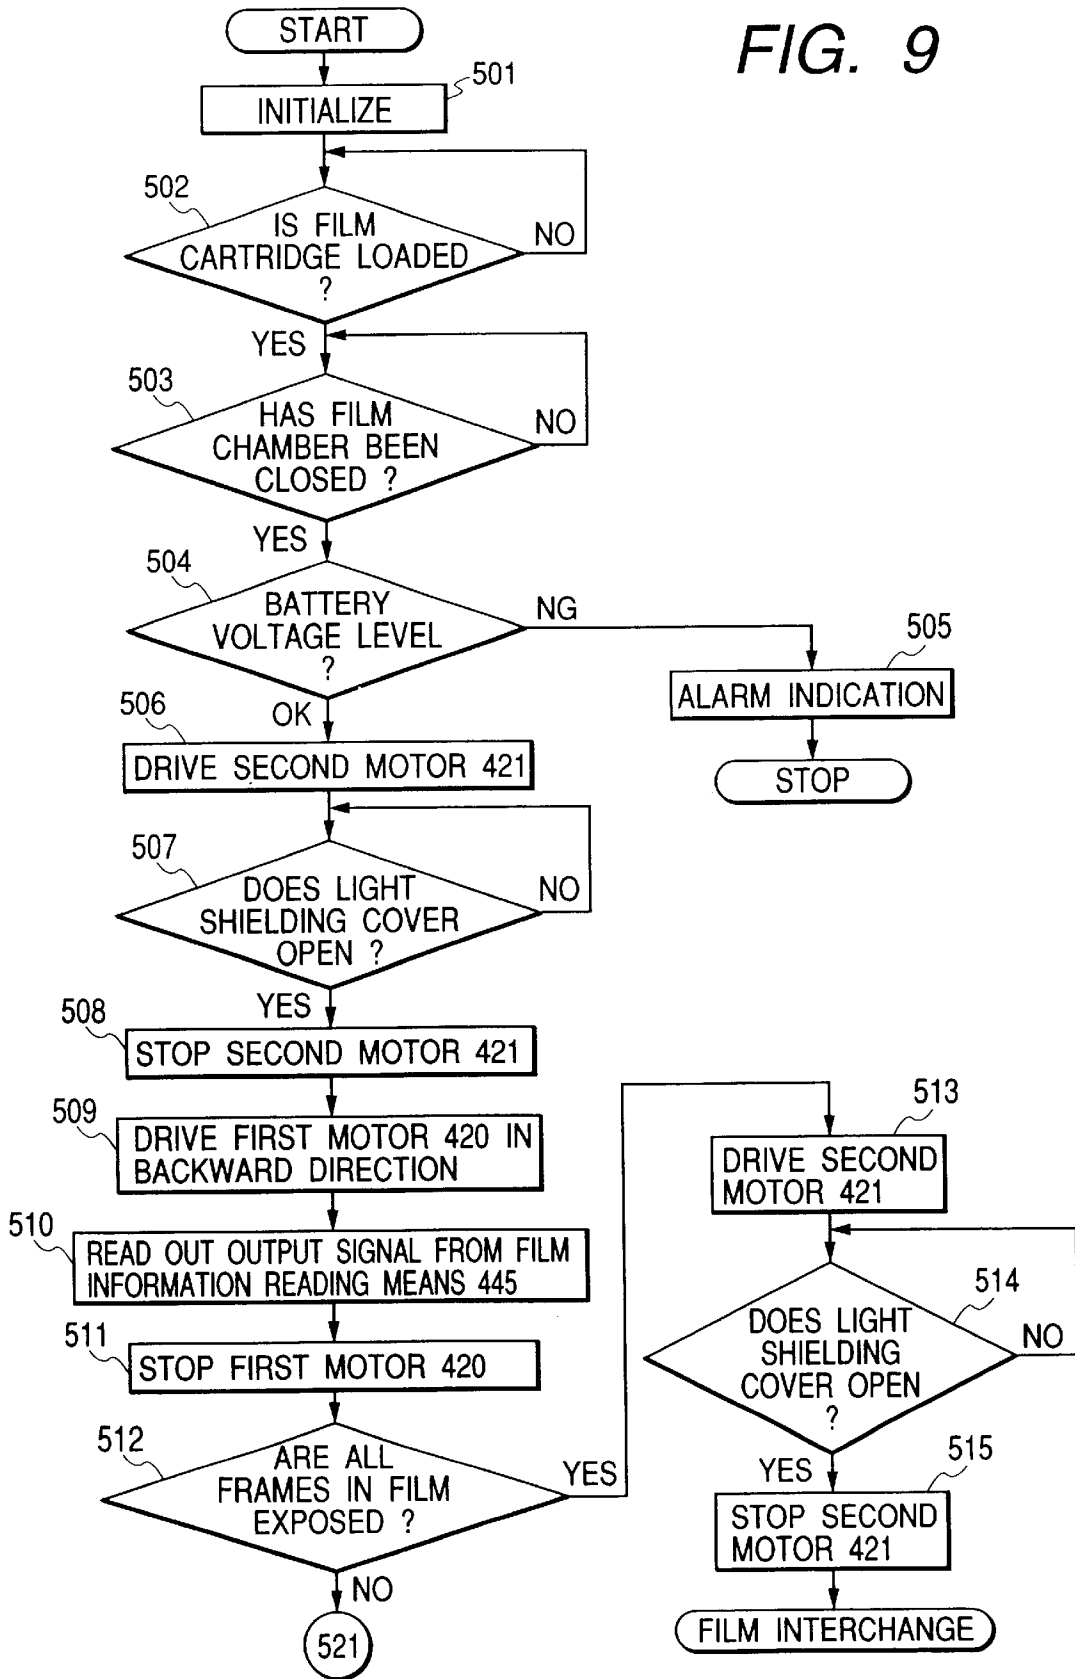 FIG. 9
START
501
INITIALIZE
502
IS FILM
CARTRIDGE LOADED
?
NO
YES
503
HAS FILM
CHAMBER BEEN
CLOSED ?
NO
YES
504
BATTERY
VOLTAGE LEVEL
?
NG
505
ALARM INDICATION
STOP
OK
506
DRIVE SECOND MOTOR 421
507
DOES LIGHT
SHIELDING COVER
OPEN ?
NO
YES
508
STOP SECOND MOTOR 421
509
DRIVE FIRST MOTOR 420 IN
BACKWARD DIRECTION
510
READ OUT OUTPUT SIGNAL FROM FILM
INFORMATION READING MEANS 445
511
STOP FIRST MOTOR 420
512
ARE ALL
FRAMES IN FILM
EXPOSED ?
YES
NO
521
513
DRIVE SECOND
MOTOR 421
514
DOES LIGHT
SHIELDING
COVER OPEN
?
NO
YES
515
STOP SECOND
MOTOR 421
FILM INTERCHANGE